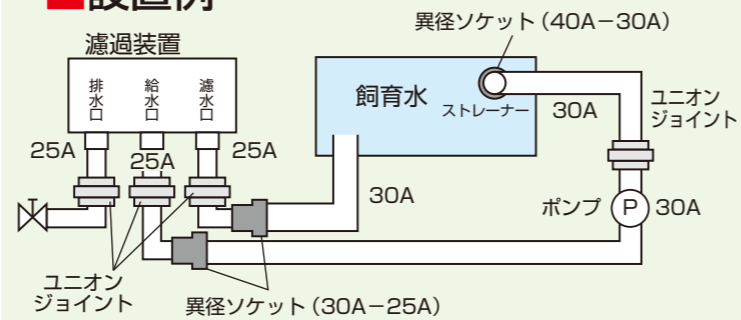 ■設置例
異径ソケット（40A－30A）
濾過装置
排水口
給水口
濾水口
飼育水
ストレーナー
30A
ユニオン
ジョイント
25A
25A
25A
30A
ポンプ
P
30A
ユニオン
ジョイント
異径ソケット（30A－25A）